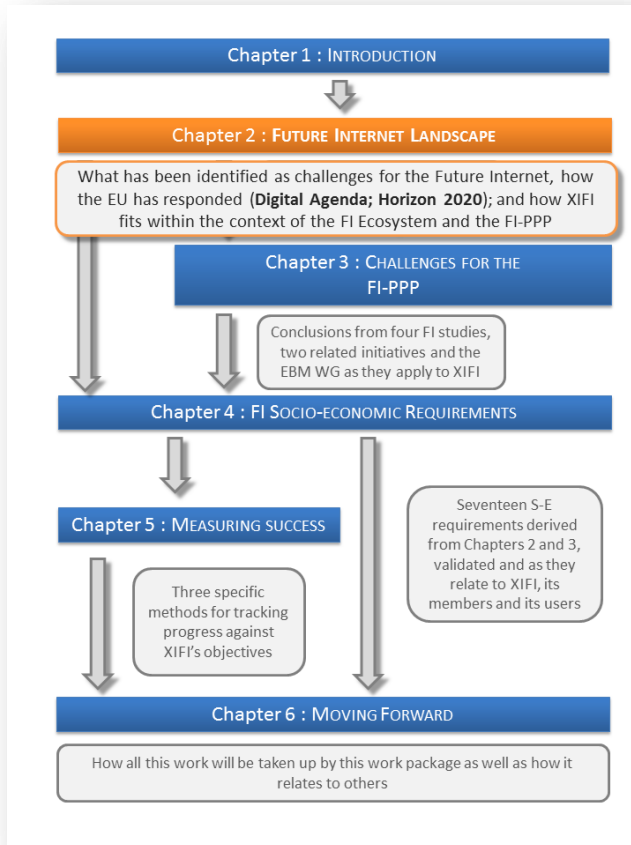 Chapter 1 : INTRODUCTION
Chapter 2 : FUTURE INTERNET LANDSCAPE
What has been identified as challenges for the Future Internet, how
the EU has responded (Digital Agenda; Horizon 2020); and how XIFI
fits within the context of the FI Ecosystem and the FI-PPP
Chapter 3 : CHALLENGES FOR THE
FI-PPP
Conclusions from four FI studies,
two related initiatives and the
EBM WG as they apply to XIFI
Chapter 4 : FI SOCIO-ECONOMIC REQUIREMENTS
Chapter 5 : MEASURING SUCCESS
Seventeen S-E
requirements derived
from Chapters 2 and 3,
validated and as they
relate to XIFI, its
members and its users
Three specific
methods for tracking
progress against
XIFI's objectives
Chapter 6 : MOVING FORWARD
How all this work will be taken up by this work package as well as how it
relates to others